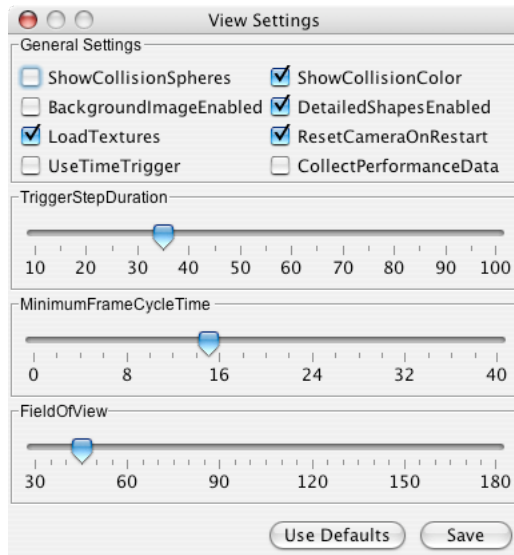 View Settings
General Settings
ShowCollisionSpheres ShowCollisionColor
BackgroundImageEnabled DetailedShapesEnabled
LoadTextures ResetCameraOnRestart
UseTimeTrigger CollectPerformanceData
TriggerStepDuration
10 20 30 40 50 60 70 80 90 100
MinimumFrameCycleTime
0 8 16 24 32 40
FieldOfView
30 60 90 120 150 180
Use Defaults Save